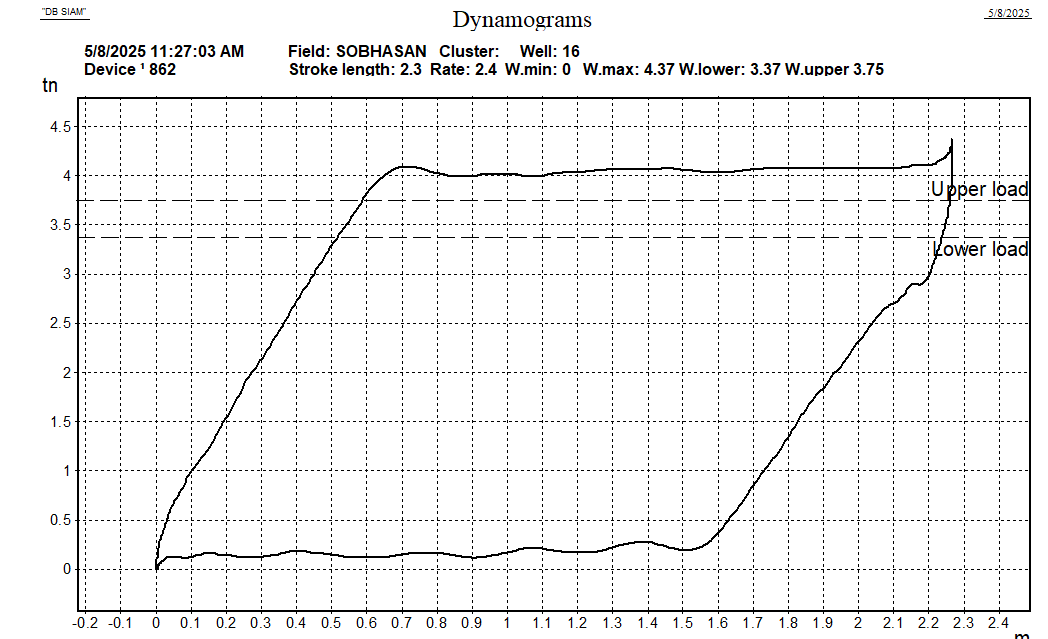 "DB SIAM"
5/8/2025
Dynamograms
5/8/2025 11:27:03 AM Field: SOBHASAN Cluster: Well: 16
Device ¹ 862 Stroke length: 2.3 Rate: 2.4 W.min: 0 W.max: 4.37 W.lower: 3.37 W.upper 3.75
tn
4.5
4
Upper load
3.5
Lower load
3
2.5
2
1.5
1
0.5
0
-0.2 -0.1 0 0.1 0.2 0.3 0.4 0.5 0.6 0.7 0.8 0.9 1 1.1 1.2 1.3 1.4 1.5 1.6 1.7 1.8 1.9 2 2.1 2.2 2.3 2.4
m